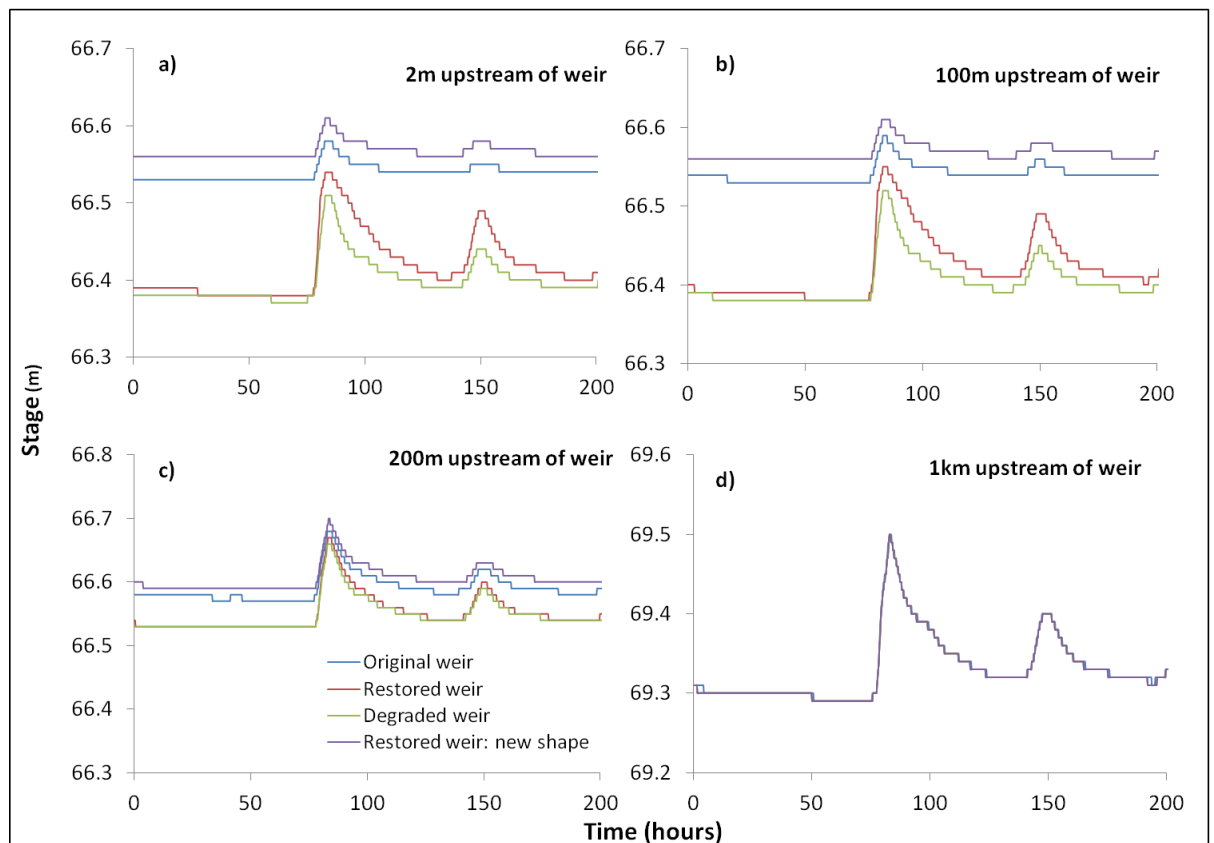 a)
2m upstream of weir
66.7
66.6
66.5
66.4
66.3
0 50 100 150 200
b)
100m upstream of weir
66.7
66.6
66.5
66.4
66.3
0 50 100 150 200
Stage (m)
c)
200m upstream of weir
66.8
66.7
66.6
66.5
66.4
66.3
0 50 100 150 200
Original weir
Restored weir
Degraded weir
Restored weir: new shape
d)
1km upstream of weir
69.6
69.5
69.4
69.3
69.2
0 50 100 150 200
Time (hours)